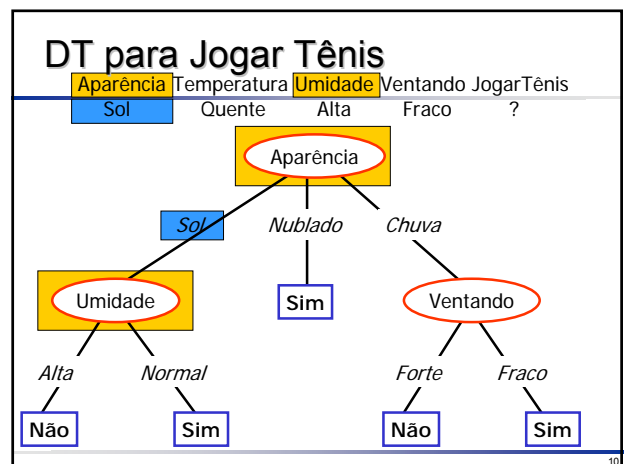 DT para Jogar Tênis
Aparência Temperatura Umidade Ventando JogarTênis
Sol Quente Alta Fraco ?
Aparência
Sol Nublado Chuva
Umidade Sim Ventando
Alta Normal Forte Fraco
Não Sim Não Sim
10